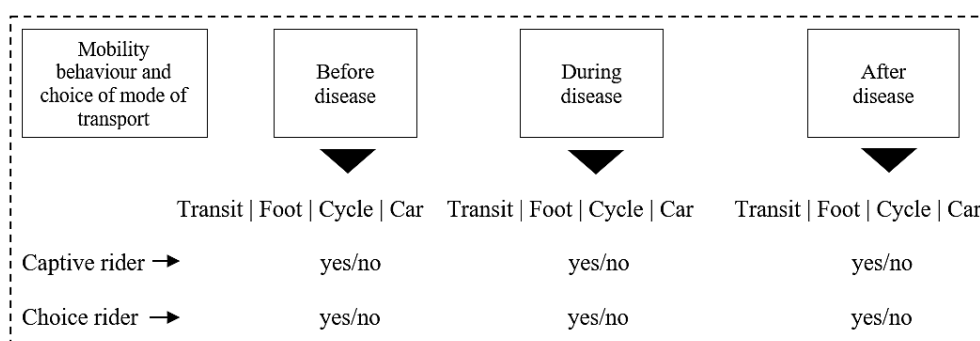 Mobility
behaviour and
choice of mode of
transport
Before
disease
During
disease
After
disease
Transit | Foot | Cycle | Car
Transit | Foot | Cycle | Car
Transit | Foot | Cycle | Car
Captive rider → yes/no yes/no yes/no
Choice rider → yes/no yes/no yes/no